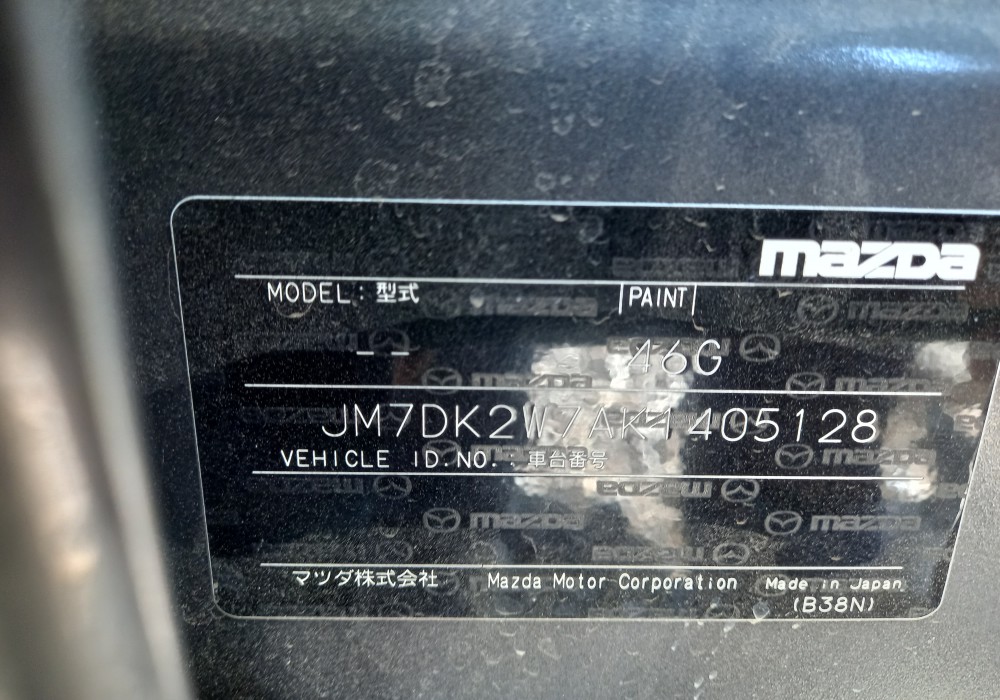 mazda
MODEL: 型式 PAINT
-- 46G
JM7DK2W7AK1405128
VEHICLE ID.NO.: 車台番号
マツダ株式会社 Mazda Motor Corporation Made in Japan
(B38N)